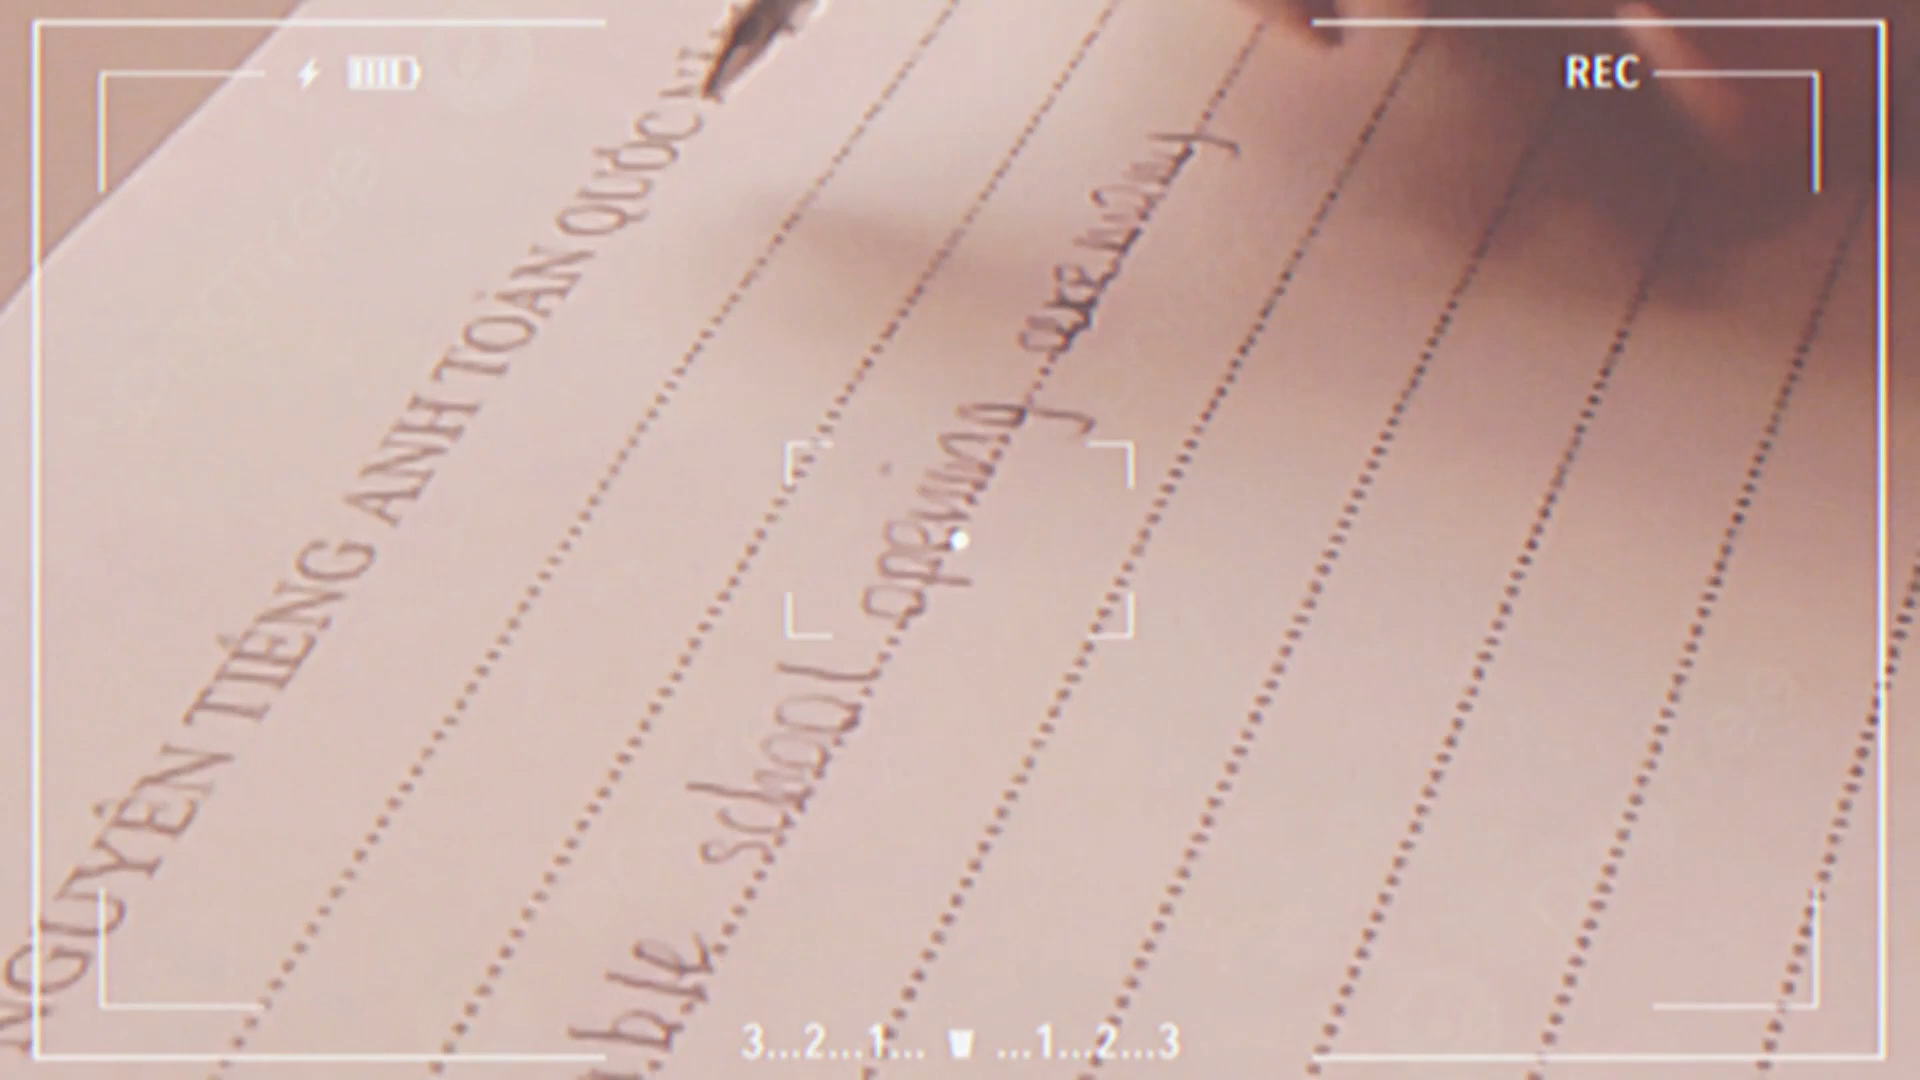 REC
NGUYÊN TIẾNG ANH TOÀN QUỐC
ble school opening ceremony
3...2...1... ...1...2...3